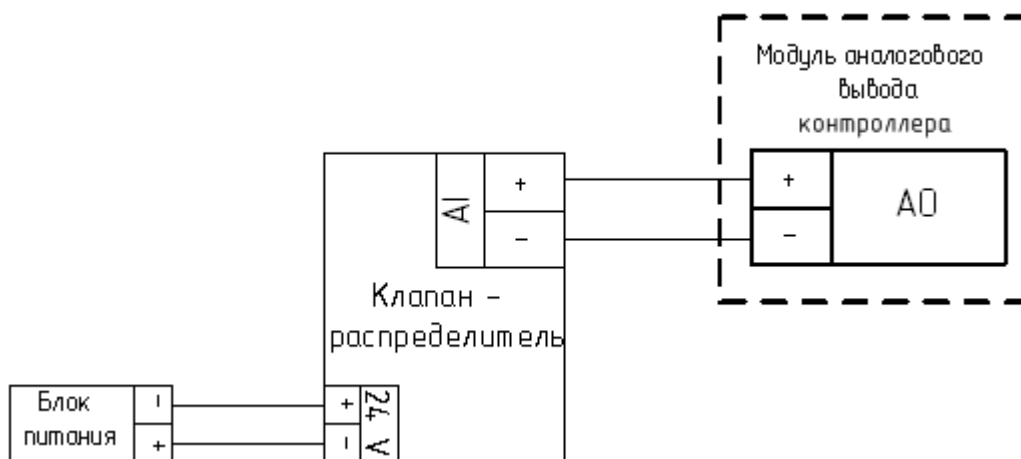 Модуль аналогового
вывода
контроллера
+
AO
-
AI
+
-
Клапан -
распределитель
Блок
питания
-
+
+
-
24 V